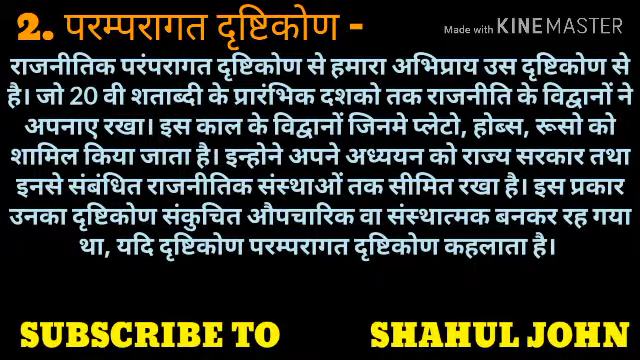 2. परम्परागत दृष्टिकोण -
Made with KINEMASTER
राजनीतिक परंपरागत दृष्टिकोण से हमारा अभिप्राय उस दृष्टिकोण से
है। जो 20 वी शताब्दी के प्रारंभिक दशको तक राजनीति के विद्वानों ने
अपनाए रखा। इस काल के विद्वानों जिनमे प्लेटो, होब्स, रूसो को
शामिल किया जाता है। इन्होने अपने अध्ययन को राज्य सरकार तथा
इनसे संबंधित राजनीतिक संस्थाओं तक सीमित रखा है। इस प्रकार
उनका दृष्टिकोण संकुचित औपचारिक वा संस्थात्मक बनकर रह गया
था, यदि दृष्टिकोण परम्परागत दृष्टिकोण कहलाता है।
SUBSCRIBE TO SHAHUL JOHN